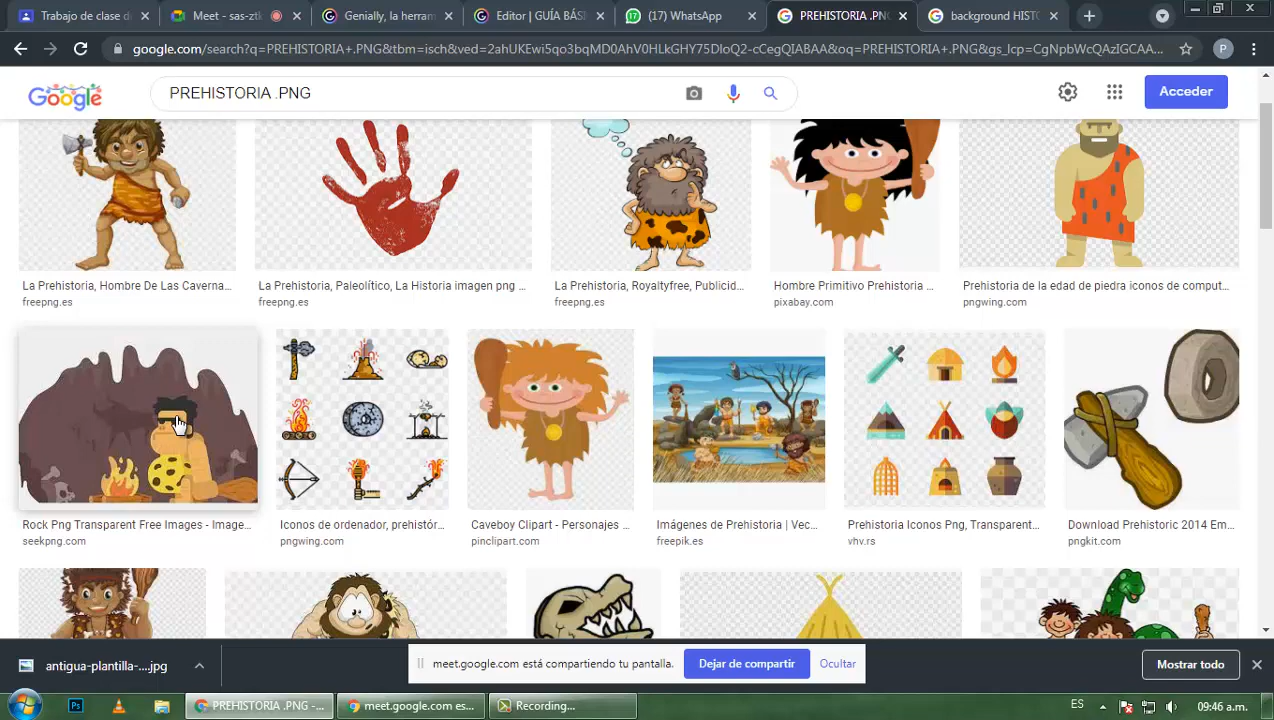 Trabajo de clase d
Meet - sas-ztk
Genially, la herran
Editor | GUÍA BÁS
(17) WhatsApp
PREHISTORIA .PNG
background HISTO
google.com/search?q=PREHISTORIA+.PNG&tbm=isch&ved=2ahUKEwi5qo3bqMD0AhV0HLkGHY75DloQ2-cCegQIABAA&oq=PREHISTORIA+.PNG&gs_lcp=CgNpbWcQAzIGCAA...
P
Google
PREHISTORIA .PNG
Acceder
La Prehistoria, Hombre De Las Caverna...
freepng.es
La Prehistoria, Paleolítico, La Historia imagen png ...
freepng.es
La Prehistoria, Royaltyfree, Publicid...
freepng.es
Hombre Primitivo Prehistoria ...
pixabay.com
Prehistoria de la edad de piedra iconos de comput...
pngwing.com
Rock Png Transparent Free Images - Image...
seekpng.com
Iconos de ordenador, prehistór...
pngwing.com
Caveboy Clipart - Personajes ...
pinclipart.com
Imágenes de Prehistoria | Vec...
freepik.es
Prehistoria Iconos Png, Transparent...
vhv.rs
Download Prehistoric 2014 Em...
pngkit.com
antigua-plantilla-....jpg
meet.google.com está compartiendo tu pantalla.
Dejar de compartir
Ocultar
Mostrar todo
Ps
PREHISTORIA .PNG -...
meet.google.com es...
Recording...
ES
09:46 a.m.